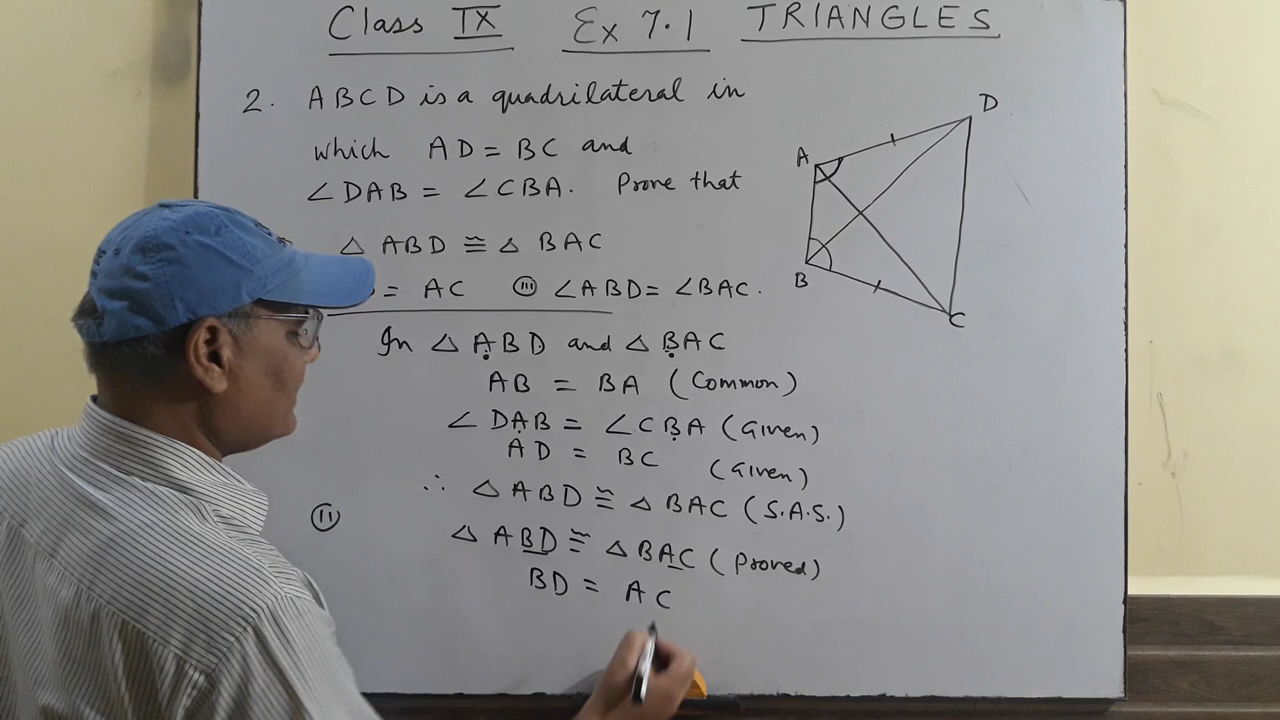 Class IX Ex 7.1 TRIANGLES
2. ABCD is a quadrilateral in
which AD = BC and
∠DAB = ∠CBA. Prove that
△ ABD ≅ △ BAC
= AC (iii) ∠ABD = ∠BAC.
In △ ABD and △ BAC
AB = BA (Common)
∠DAB = ∠CBA (Given)
AD = BC (Given)
∴ △ ABD ≅ △ BAC (S.A.S.)
(ii) △ ABD ≅ △ BAC (Proved)
BD = AC
A
D
B
C